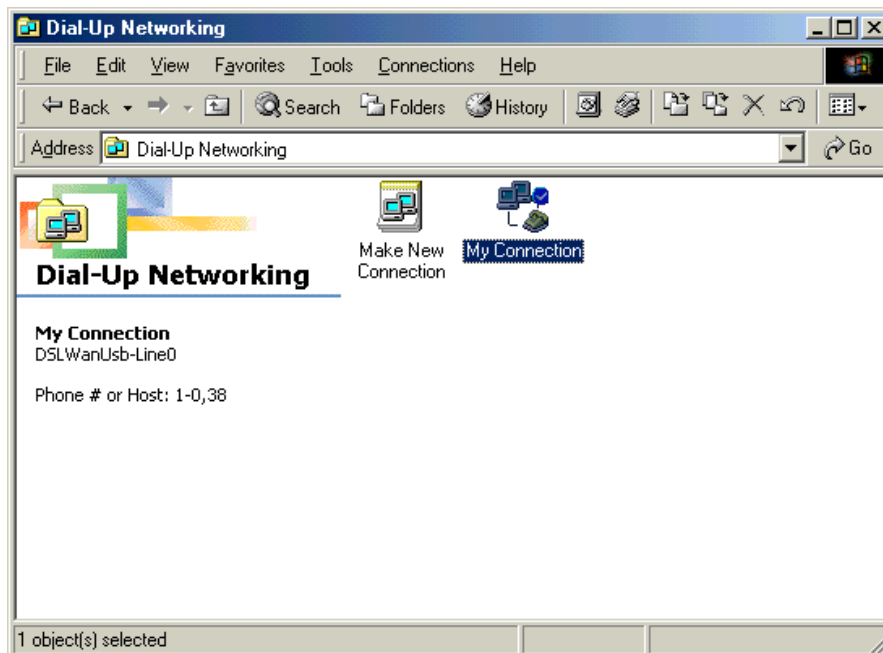 Dial-Up Networking
File Edit View Favorites Tools Connections Help
Back Search Folders History
Address Dial-Up Networking Go
Make New Connection
My Connection
Dial-Up Networking
My Connection
DSLWanUsb-Line0
Phone # or Host: 1-0,38
1 object(s) selected